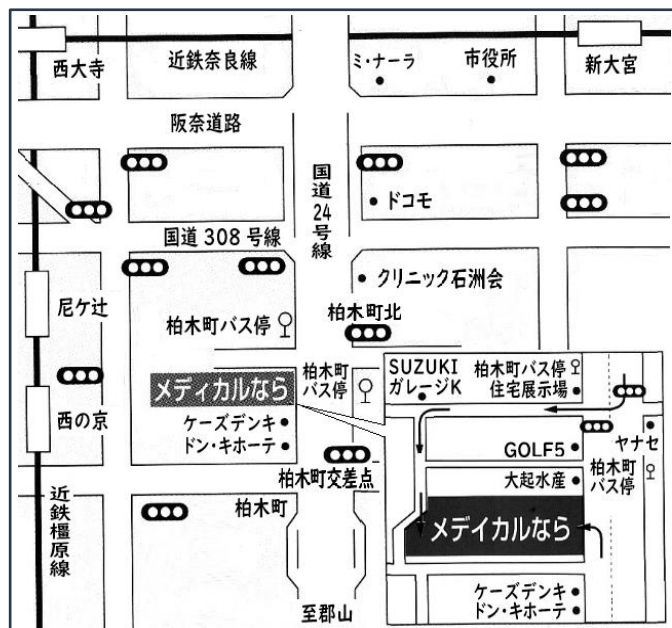 西大寺
近鉄奈良線
ミ・ナーラ
市役所
新大宮
阪奈道路
国道24号線
ドコモ
国道308号線
クリニック石洲会
尼ケ辻
柏木町バス停
柏木町北
メディカルなら
柏木町
バス停
西の京
ケーズデンキ
ドン・キホーテ
柏木町交差点
柏木町
近鉄橿原線
至郡山
SUZUKI
ガレージK
柏木町バス停
住宅展示場
GOLF5
ヤナセ
柏木町
バス停
大起水産
メデイカルなら
ケーズデンキ
ドン・キホーテ